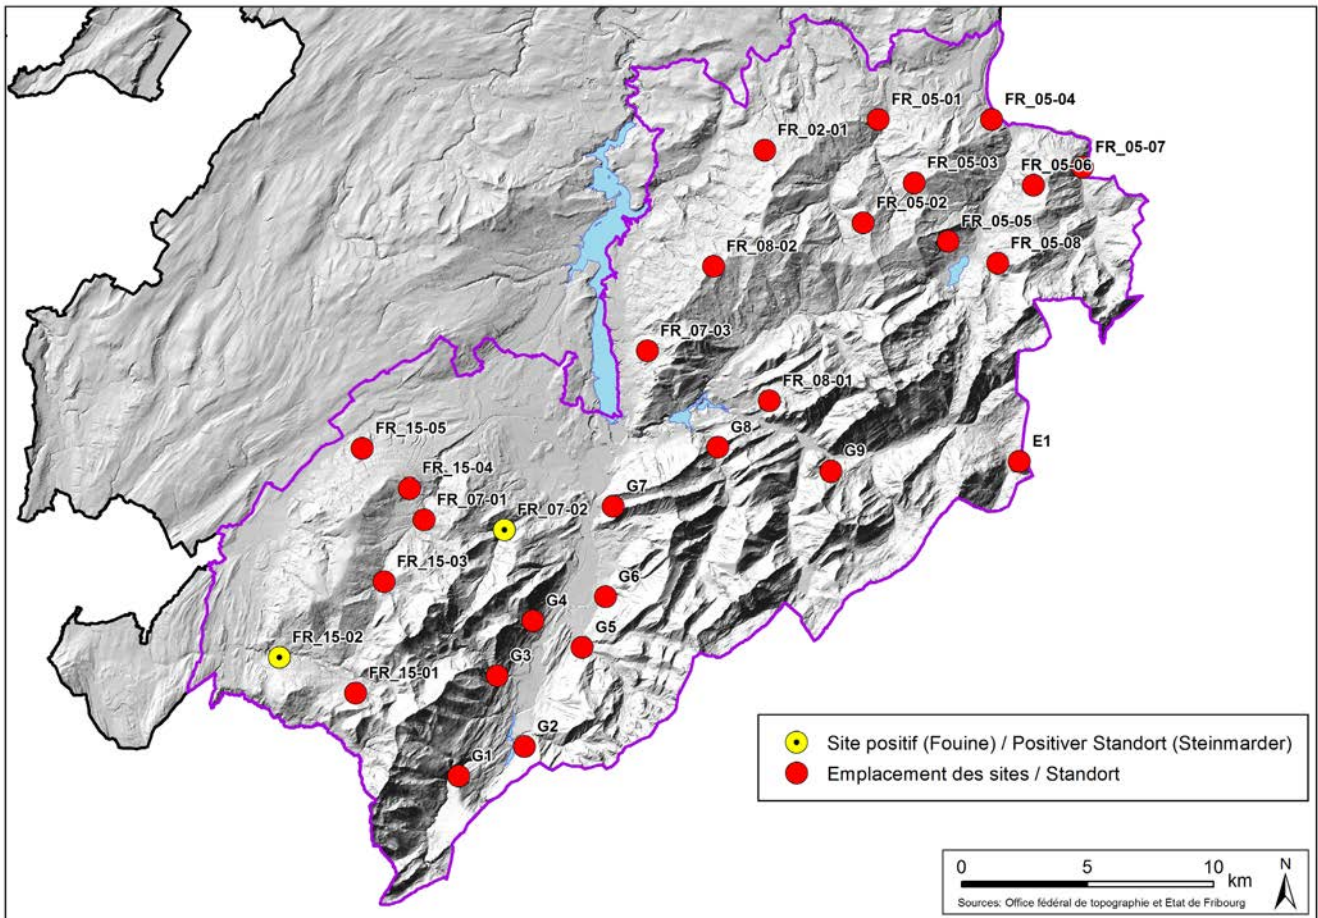 FR_05-01
FR_05-04
FR_02-01
FR_05-07
FR_05-03
FR_05-06
FR_05-02
FR_05-05
FR_08-02
FR_05-08
FR_07-03
FR_08-01
FR_15-05
G8
E1
FR_15-04
G9
FR_07-01
FR_07-02
G7
FR_15-03
G6
G4
FR_15-02
G5
FR_15-01
G3
G2
G1
Site positif (Fouine) / Positiver Standort (Steinmarder)
Emplacement des sites / Standort
0 5 10
km
N
Sources: Office fédéral de topographie et Etat de Fribourg